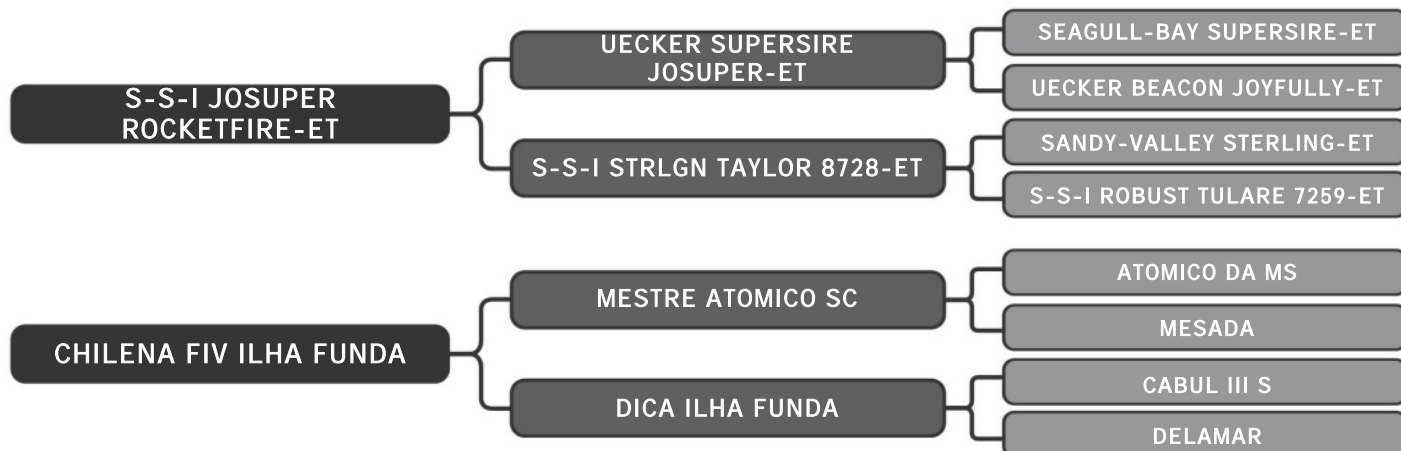 S-S-I JOSUPER
ROCKETFIRE-ET
UECKER SUPERSIRE
JOSUPER-ET
SEAGULL-BAY SUPERSIRE-ET
UECKER BEACON JOYFULLY-ET
S-S-I STRLGN TAYLOR 8728-ET
SANDY-VALLEY STERLING-ET
S-S-I ROBUST TULARE 7259-ET
CHILENA FIV ILHA FUNDA
MESTRE ATOMICO SC
ATOMICO DA MS
MESADA
DICA ILHA FUNDA
CABUL III S
DELAMAR